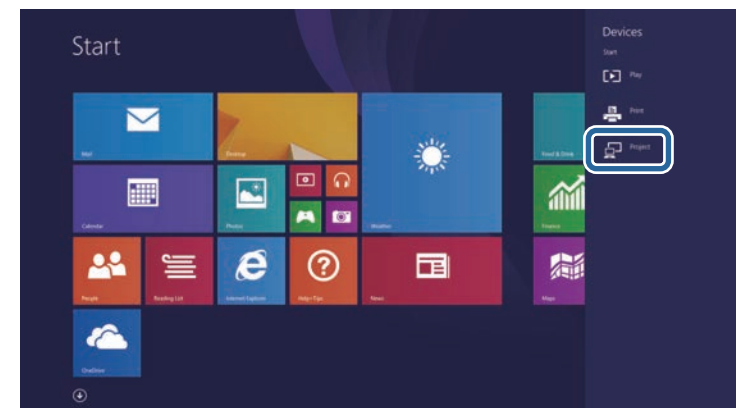 Start
Devices
Start
Play
Print
Project
Mail
Desktop
Food & Drink
Calendar
Photos
Weather
Finance
People
Reading List
Internet Explorer
Help+Tips
News
Maps
OneDrive